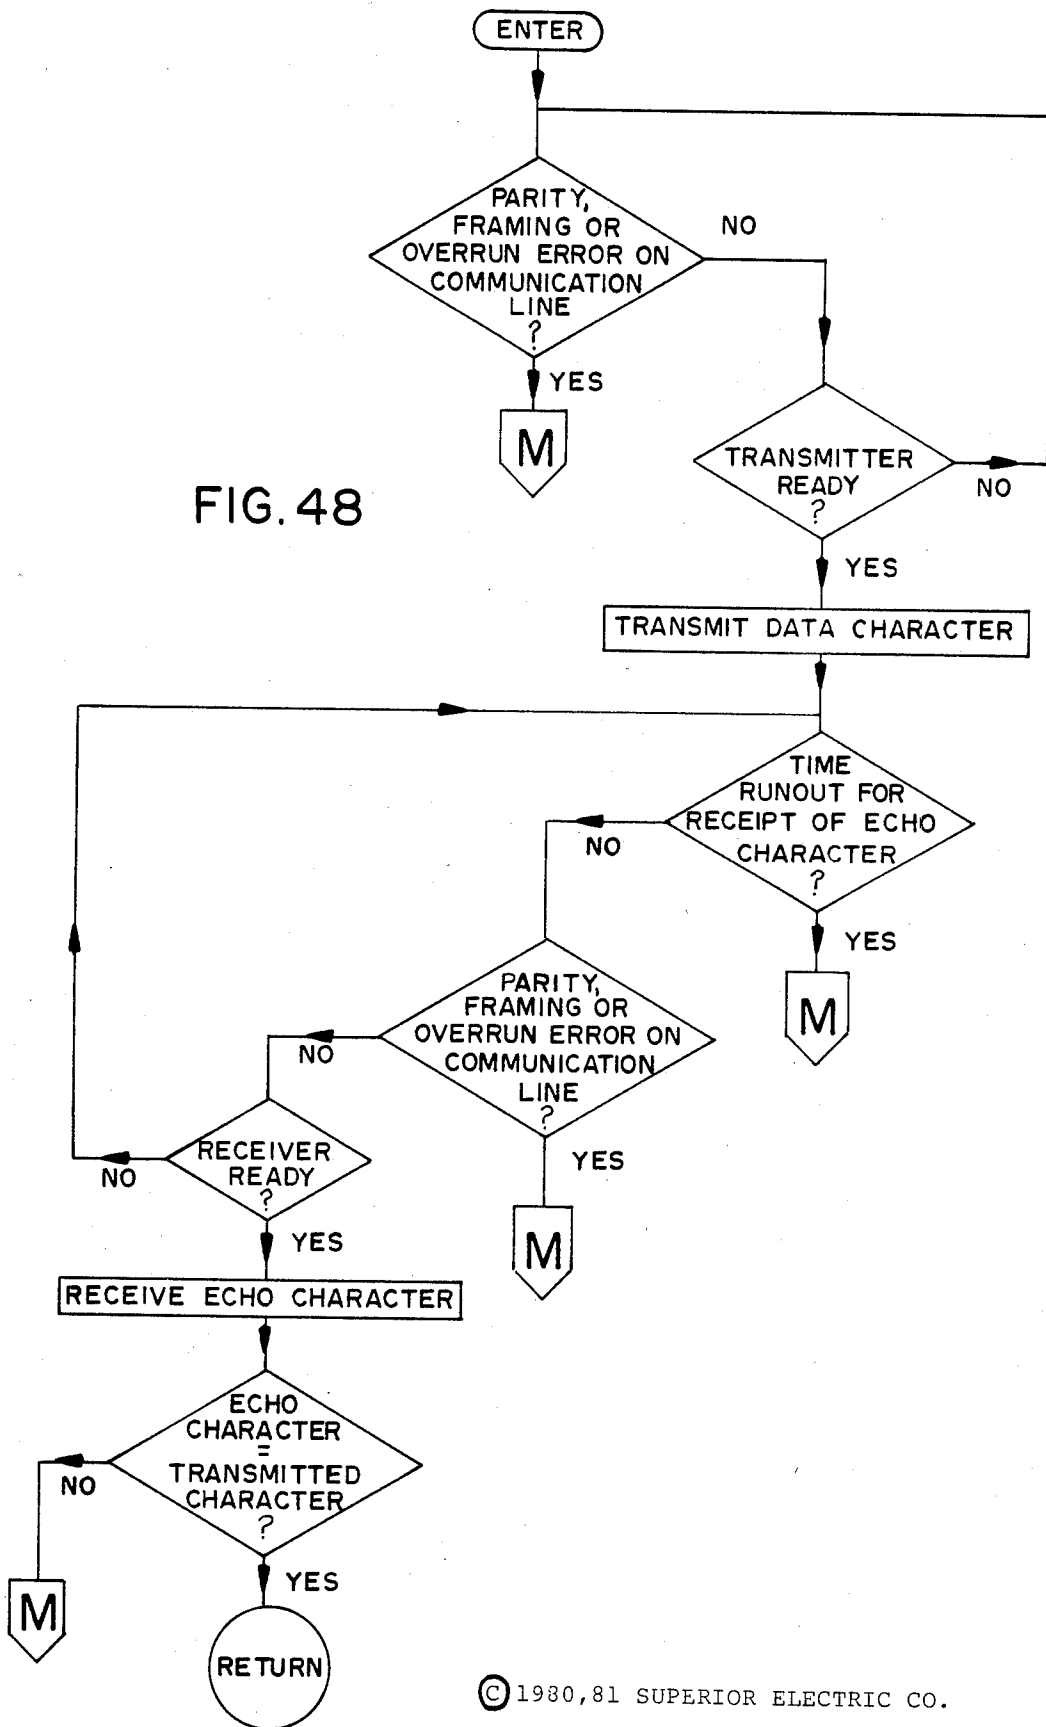 ENTER
PARITY,
FRAMING OR
OVERRUN ERROR ON
COMMUNICATION
LINE
?
NO
YES
M
TRANSMITTER
READY
?
NO
FIG. 48
YES
TRANSMIT DATA CHARACTER
TIME
RUNOUT FOR
RECEIPT OF ECHO
CHARACTER
?
NO
YES
M
PARITY,
FRAMING OR
OVERRUN ERROR ON
COMMUNICATION
LINE
?
NO
YES
M
RECEIVER
READY
?
NO
YES
RECEIVE ECHO CHARACTER
ECHO
CHARACTER
=
TRANSMITTED
CHARACTER
?
NO
M
YES
RETURN
© 1980,81 SUPERIOR ELECTRIC CO.